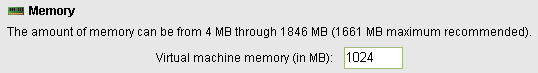 Memory
The amount of memory can be from 4 MB through 1846 MB (1661 MB maximum recommended).
Virtual machine memory (in MB): 1024